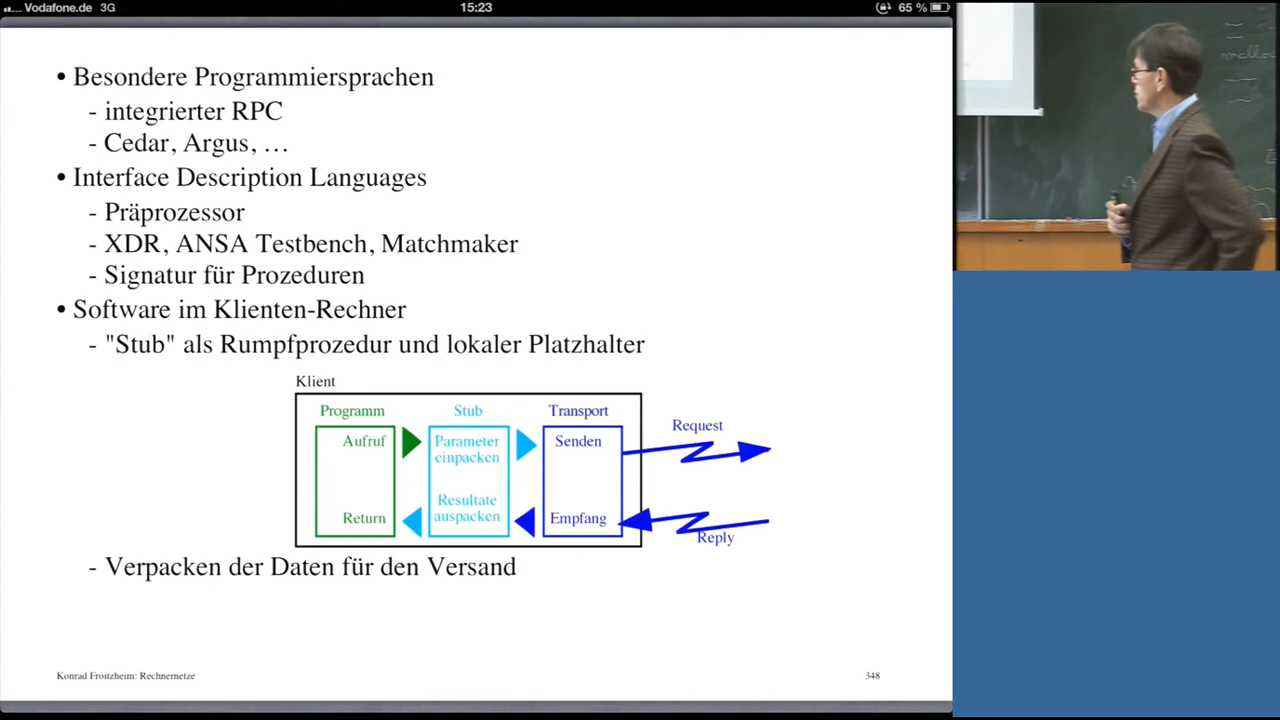 Vodafone.de 3G 15:23 65 %
• Besondere Programmiersprachen
- integrierter RPC
- Cedar, Argus, …
• Interface Description Languages
- Präprozessor
- XDR, ANSA Testbench, Matchmaker
- Signatur für Prozeduren
• Software im Klienten-Rechner
- "Stub" als Rumpfprozedur und lokaler Platzhalter
Klient
Programm
Aufruf
Return
Stub
Parameter
einpacken
Resultate
auspacken
Transport
Senden
Empfang
Request
Reply
- Verpacken der Daten für den Versand
Konrad Froitzheim: Rechnernetze
348